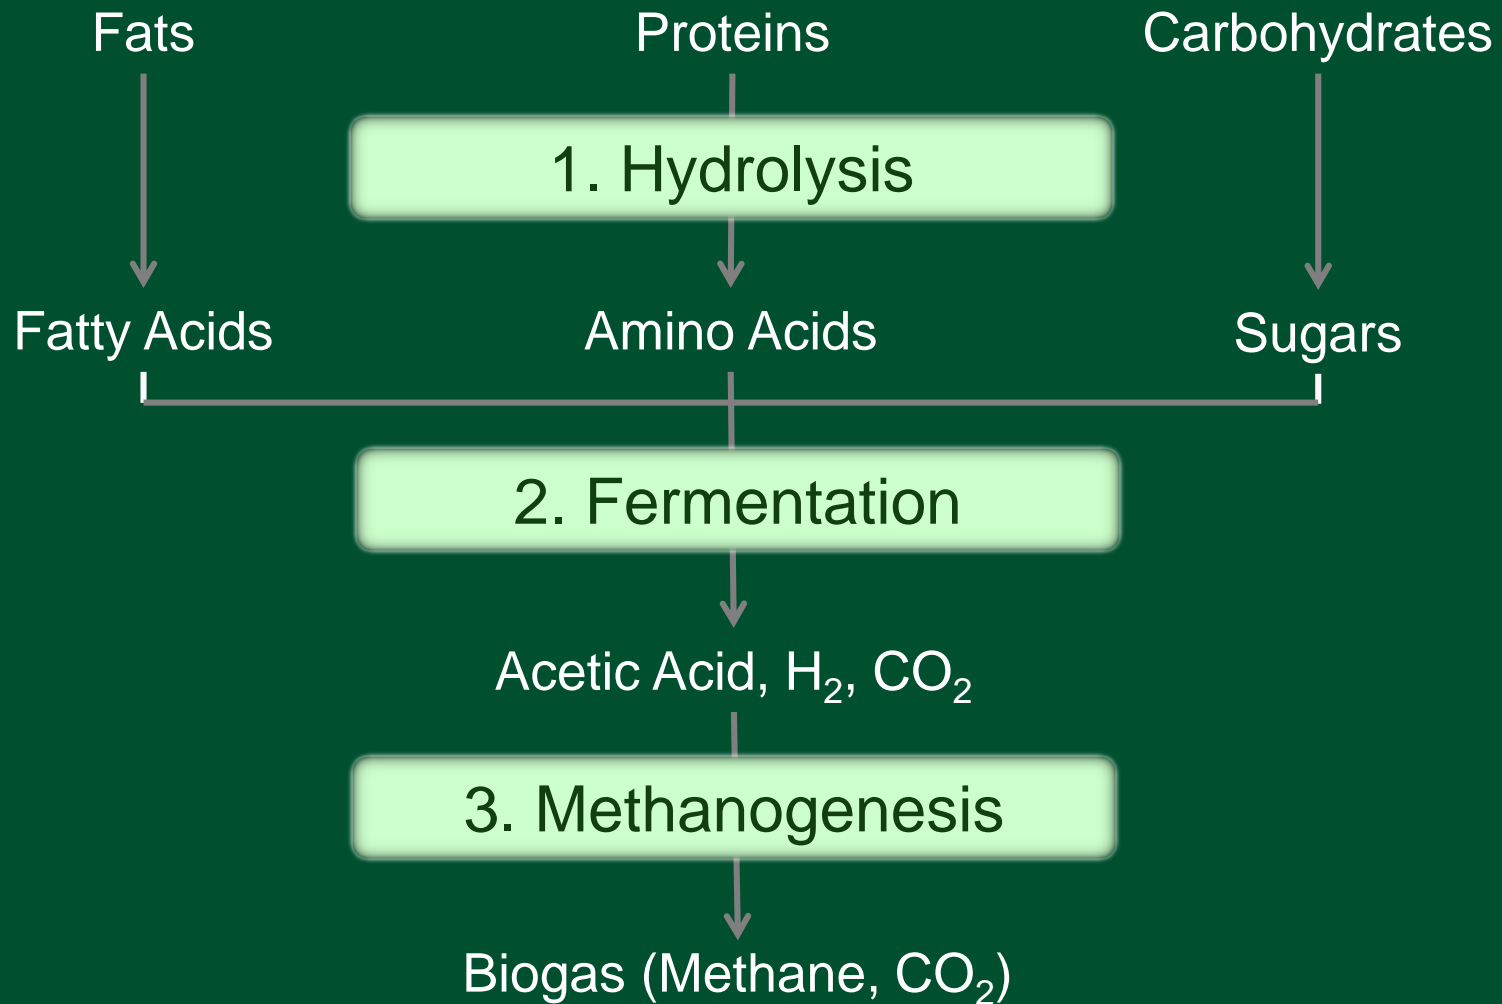 Fats Proteins Carbohydrates
1. Hydrolysis
Fatty Acids Amino Acids Sugars
2. Fermentation
Acetic Acid, H₂, CO₂
3. Methanogenesis
Biogas (Methane, CO₂)